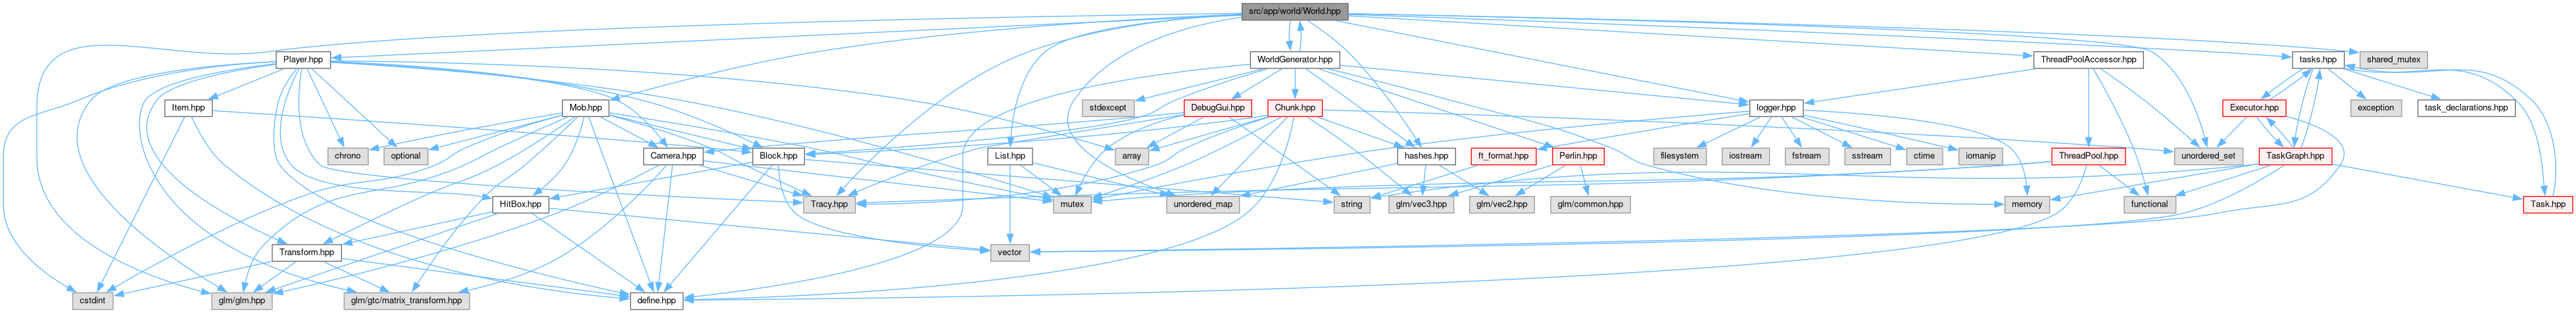 src/app/world/World.hpp
Player.hpp
WorldGenerator.hpp
ThreadPoolAccessor.hpp
tasks.hpp
shared_mutex
Item.hpp
Mob.hpp
stdexcept
DebugGui.hpp
Chunk.hpp
logger.hpp
Executor.hpp
exception
task_declarations.hpp
chrono
optional
Camera.hpp
Block.hpp
array
List.hpp
hashes.hpp
ft_format.hpp
Perlin.hpp
filesystem
iostream
fstream
sstream
ctime
iomanip
ThreadPool.hpp
unordered_set
TaskGraph.hpp
HitBox.hpp
Tracy.hpp
mutex
unordered_map
string
glm/vec3.hpp
glm/vec2.hpp
glm/common.hpp
memory
functional
Task.hpp
Transform.hpp
vector
cstdint
glm/glm.hpp
glm/gtc/matrix_transform.hpp
define.hpp